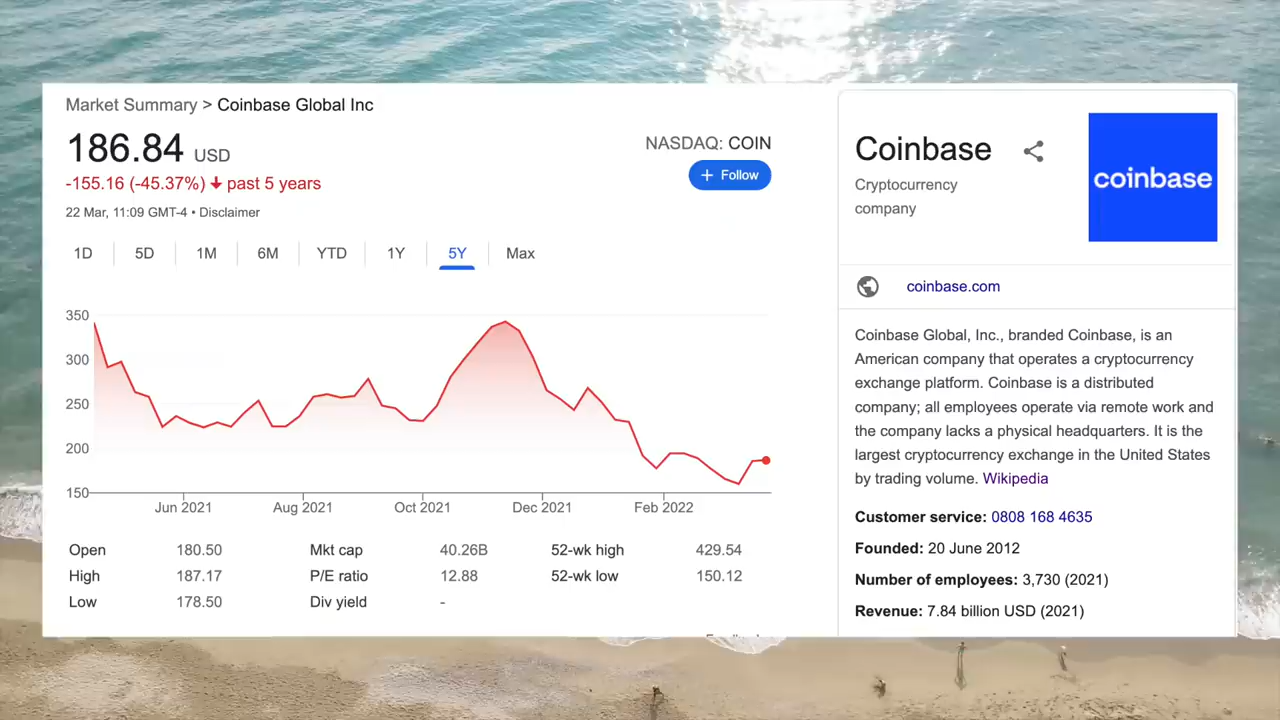 Market Summary > Coinbase Global Inc
186.84 USD
-155.16 (-45.37%) past 5 years
22 Mar, 11:09 GMT-4 • Disclaimer
NASDAQ: COIN
+ Follow
1D 5D 1M 6M YTD 1Y 5Y Max
350
300
250
200
150
Jun 2021 Aug 2021 Oct 2021 Dec 2021 Feb 2022
Open 180.50 Mkt cap 40.26B 52-wk high 429.54
High 187.17 P/E ratio 12.88 52-wk low 150.12
Low 178.50 Div yield -
Coinbase
Cryptocurrency
company
coinbase
coinbase.com
Coinbase Global, Inc., branded Coinbase, is an
American company that operates a cryptocurrency
exchange platform. Coinbase is a distributed
company; all employees operate via remote work and
the company lacks a physical headquarters. It is the
largest cryptocurrency exchange in the United States
by trading volume. Wikipedia
Customer service: 0808 168 4635
Founded: 20 June 2012
Number of employees: 3,730 (2021)
Revenue: 7.84 billion USD (2021)